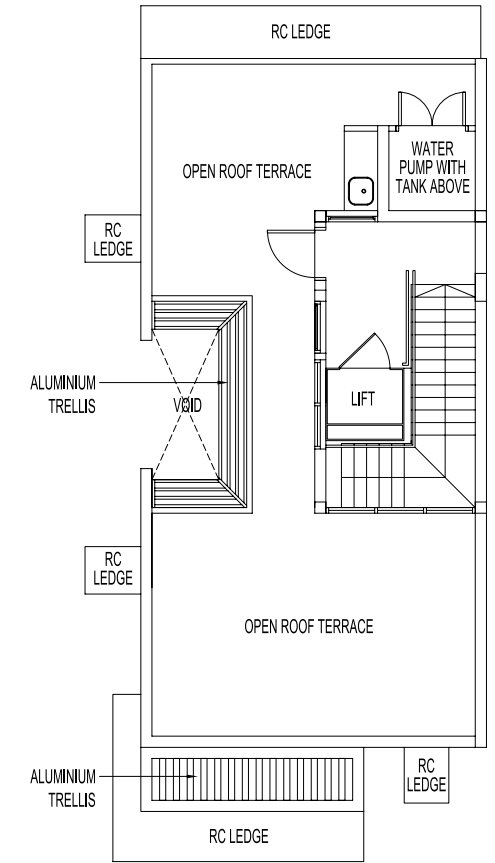 RC LEDGE
WATER
PUMP WITH
TANK ABOVE
OPEN ROOF TERRACE
RC
LEDGE
ALUMINIUM
TRELLIS
VOID
LIFT
RC
LEDGE
OPEN ROOF TERRACE
ALUMINIUM
TRELLIS
RC
LEDGE
RC LEDGE